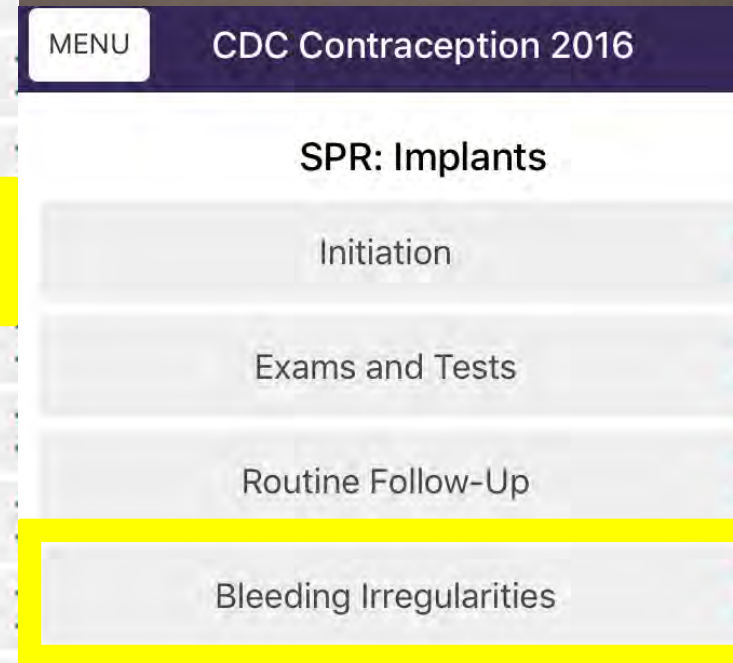 MENU CDC Contraception 2016
SPR: Implants
Initiation
Exams and Tests
Routine Follow-Up
Bleeding Irregularities